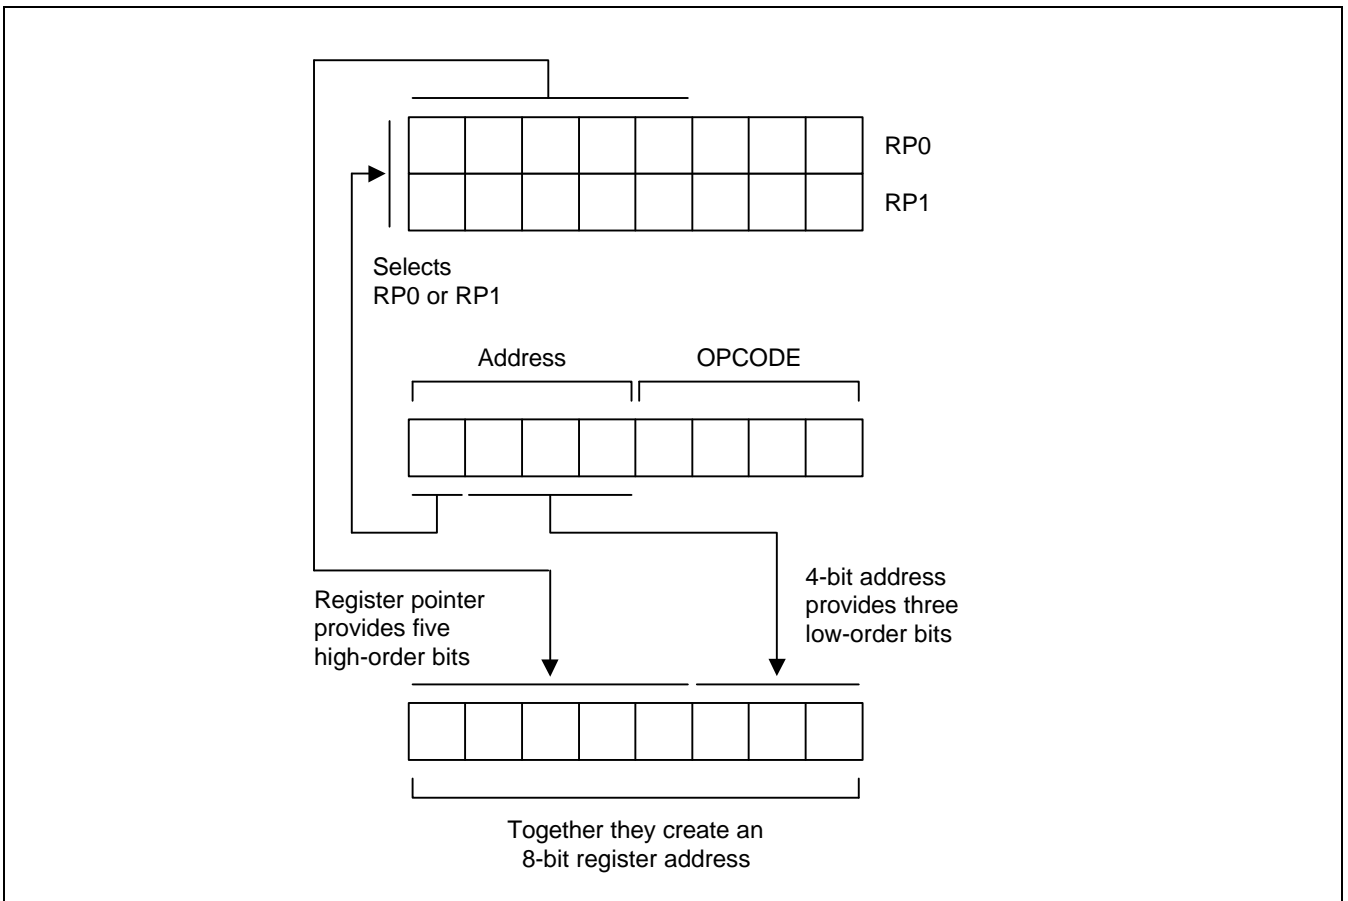 RP0
RP1
Selects
RP0 or RP1
Address
OPCODE
Register pointer
provides five
high-order bits
4-bit address
provides three
low-order bits
Together they create an
8-bit register address